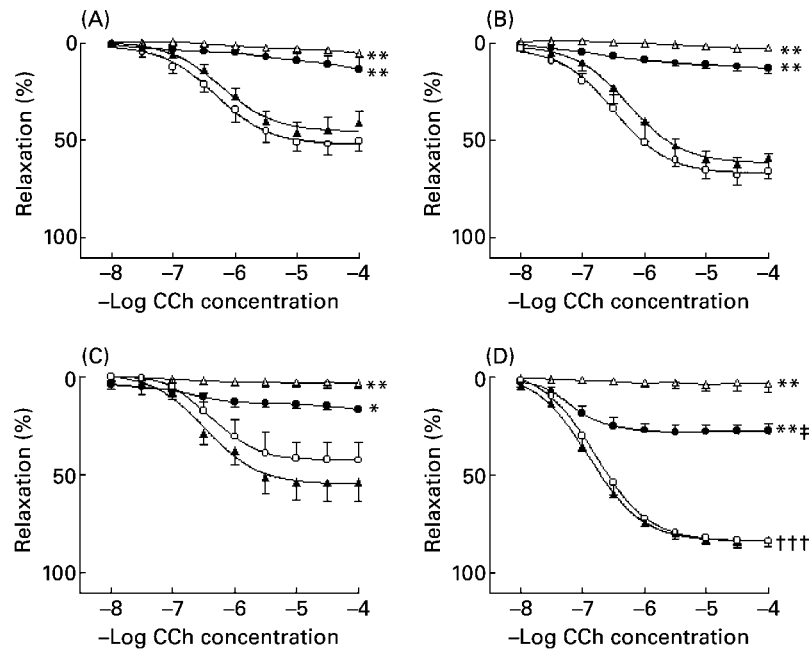 (A)
0
50
100
Relaxation (%)
**
**
–8 –7 –6 –5 –4
–Log CCh concentration
(B)
0
50
100
Relaxation (%)
**
**
–8 –7 –6 –5 –4
–Log CCh concentration
(C)
0
50
100
Relaxation (%)
**
*
–8 –7 –6 –5 –4
–Log CCh concentration
(D)
0
50
100
Relaxation (%)
**
**‡
†††
–8 –7 –6 –5 –4
–Log CCh concentration